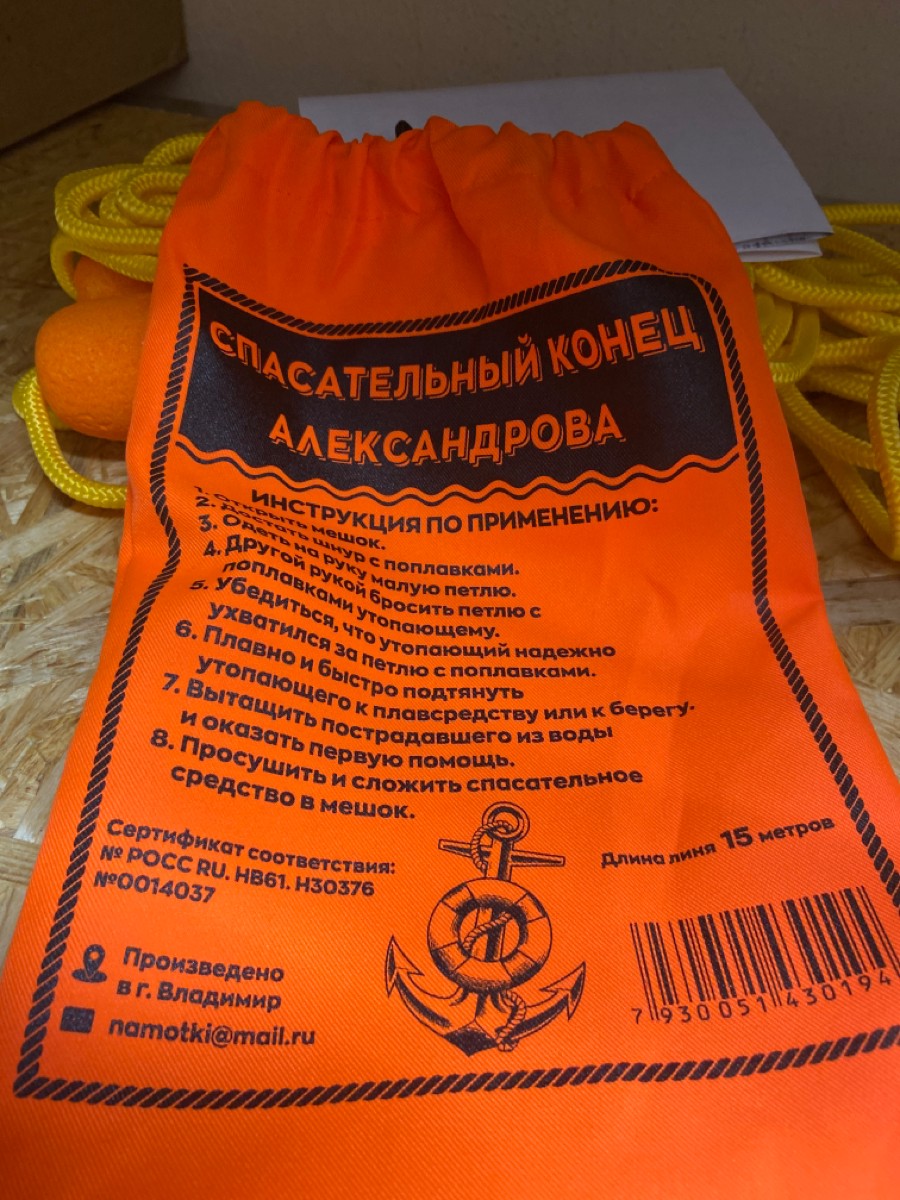 СПАСАТЕЛЬНЫЙ КОНЕЦ
АЛЕКСАНДРОВА
ИНСТРУКЦИЯ ПО ПРИМЕНЕНИЮ:
1. Открыть мешок.
2. Достать шнур с поплавками.
3. Одеть на руку малую петлю.
4. Другой рукой бросить петлю с
поплавками утопающему.
5. Убедиться, что утопающий надежно
ухватился за петлю с поплавками.
6. Плавно и быстро подтянуть
утопающего к плавсредству или к берегу.
7. Вытащить пострадавшего из воды
и оказать первую помощь.
8. Просушить и сложить спасательное
средство в мешок.
Сертификат соответствия:
№ РОСС RU. НВ61. Н30376
№0014037
Длина линя 15 метров
Произведено
в г. Владимир
namotki@mail.ru
7 930051 430194